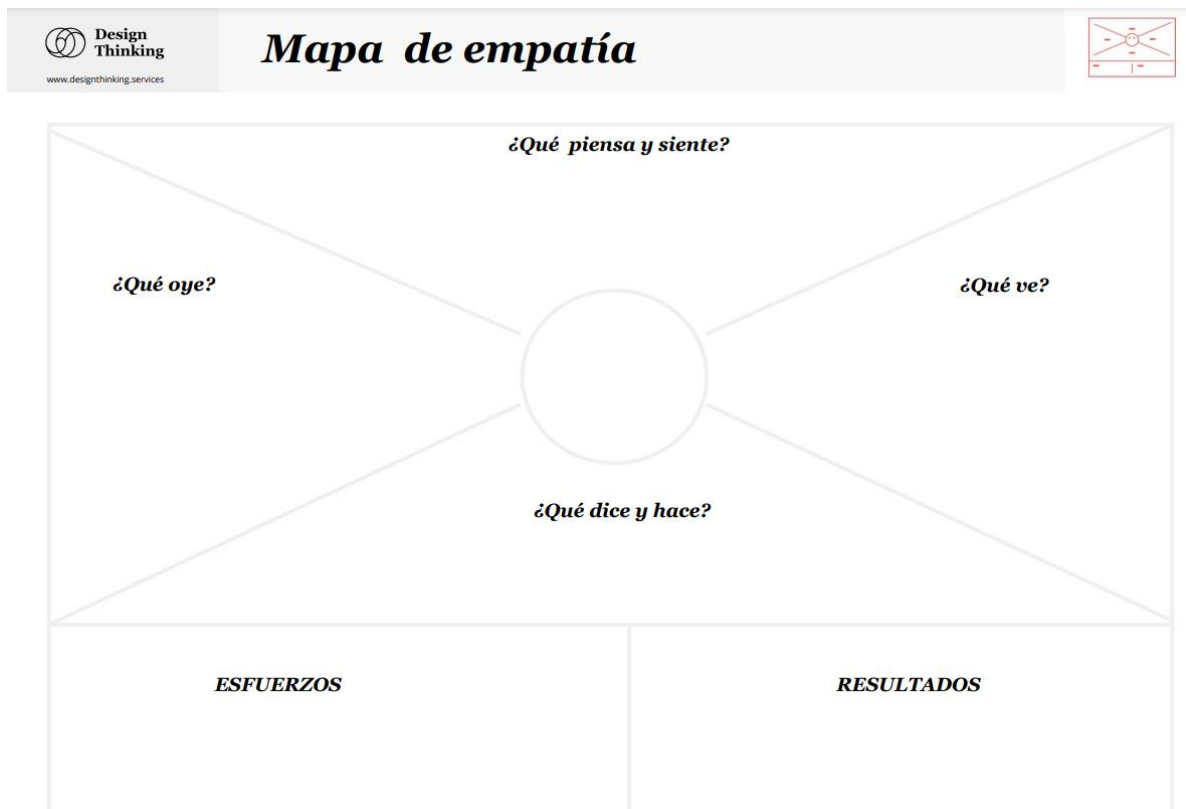 Design
Thinking
www.designthinking.services
Mapa de empatía
¿Qué piensa y siente?
¿Qué oye?
¿Qué ve?
¿Qué dice y hace?
ESFUERZOS
RESULTADOS